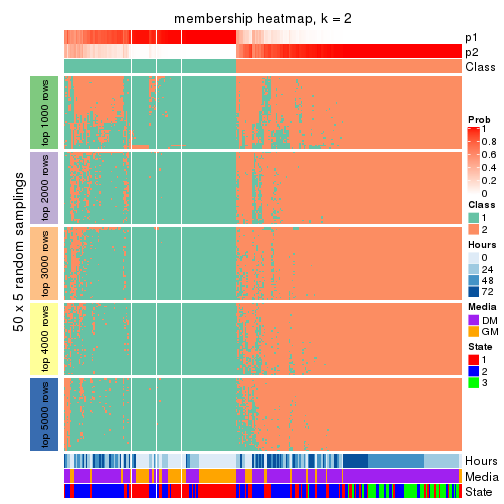 membership heatmap, k = 2
p1
p2
Class
50 x 5 random samplings
top 1000 rows
top 2000 rows
top 3000 rows
top 4000 rows
top 5000 rows
Hours
Media
State
Prob
1
0.8
0.6
0.4
0.2
0
Class
1
2
Hours
0
24
48
72
Media
DM
GM
State
1
2
3